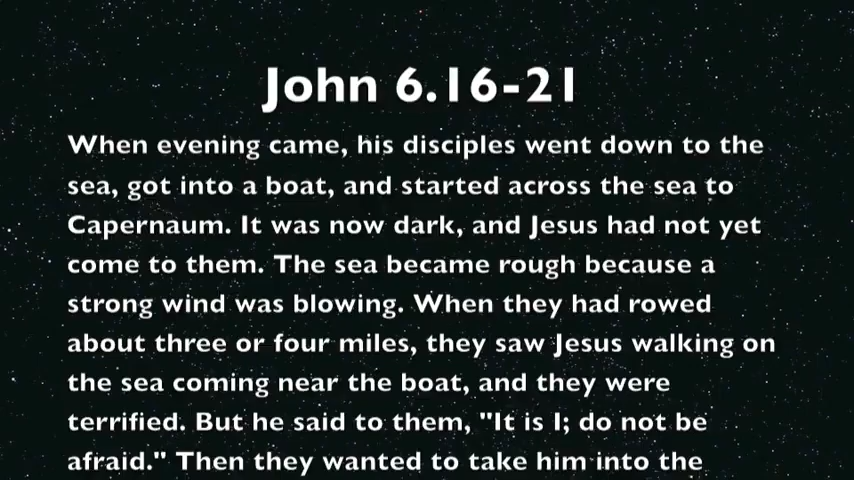 John 6.16-21
When evening came, his disciples went down to the
sea, got into a boat, and started across the sea to
Capernaum. It was now dark, and Jesus had not yet
come to them. The sea became rough because a
strong wind was blowing. When they had rowed
about three or four miles, they saw Jesus walking on
the sea coming near the boat, and they were
terrified. But he said to them, "It is I; do not be
afraid." Then they wanted to take him into the